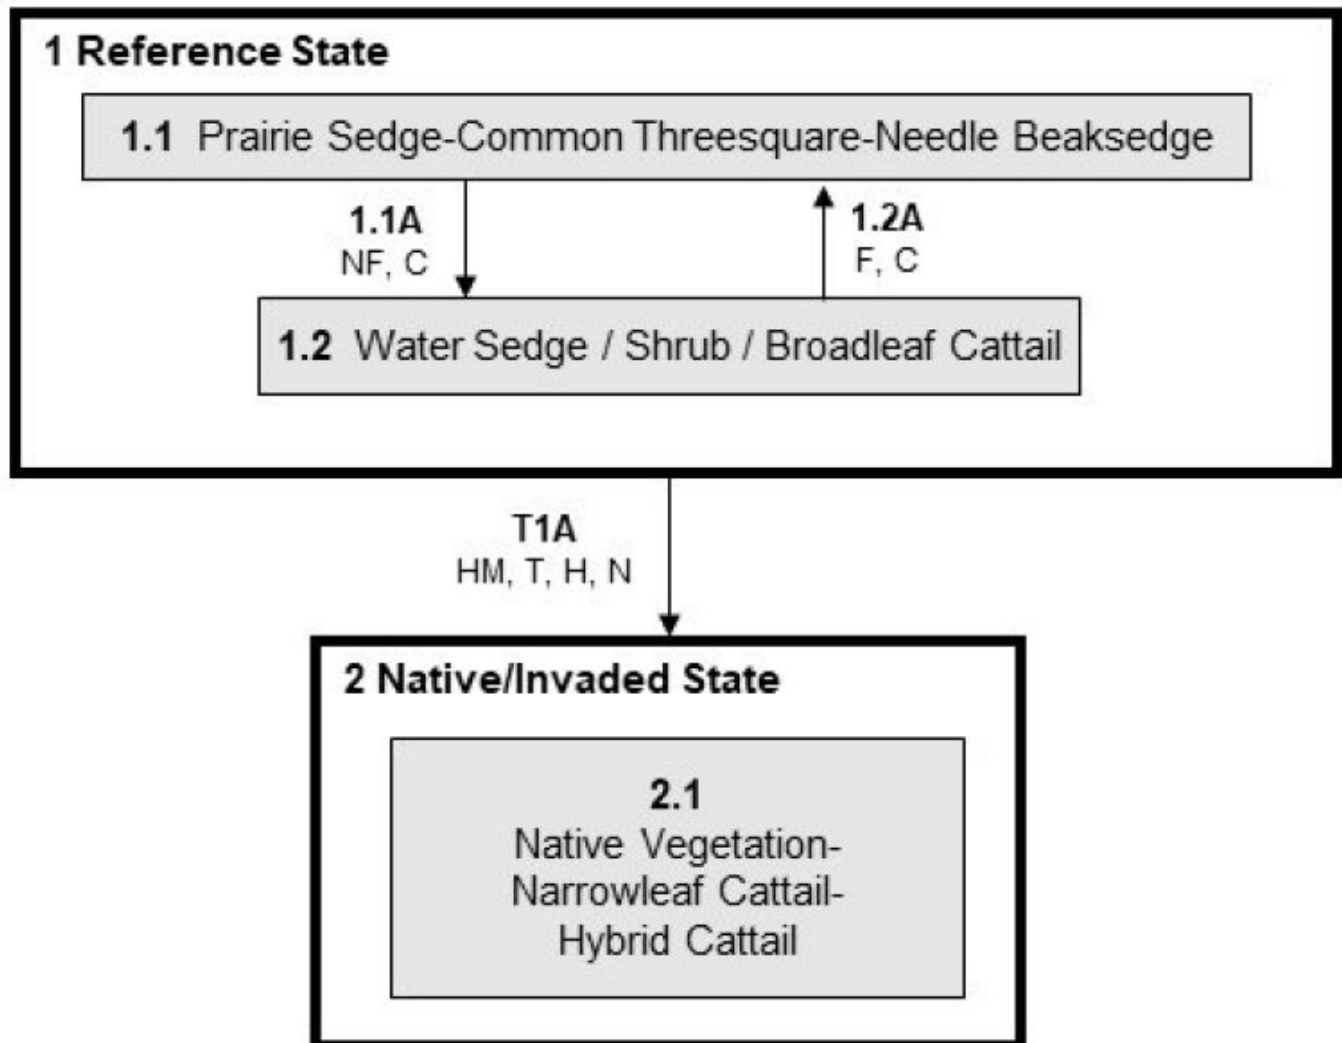 1 Reference State
1.1 Prairie Sedge-Common Threesquare-Needle Beaksedge
1.1A
NF, C
1.2A
F, C
1.2 Water Sedge / Shrub / Broadleaf Cattail
T1A
HM, T, H, N
2 Native/Invaded State
2.1
Native Vegetation-
Narrowleaf Cattail-
Hybrid Cattail